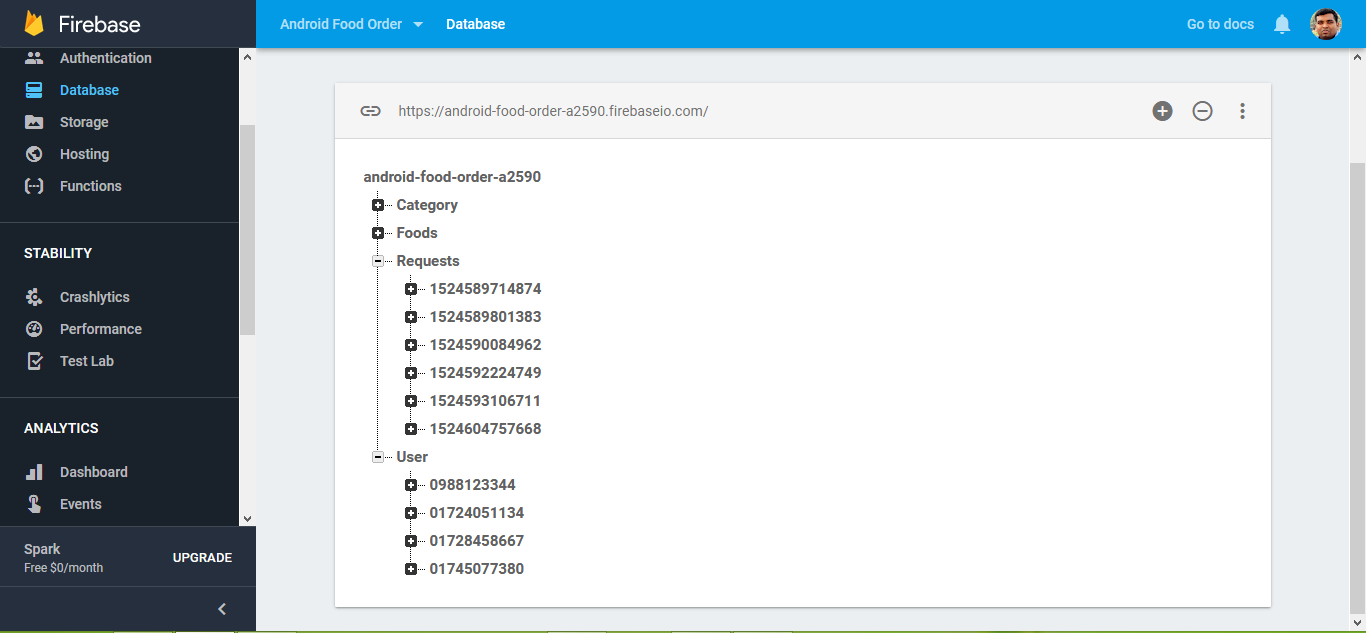 Firebase
Android Food Order
Database
Go to docs
Authentication
Database
Storage
Hosting
Functions
STABILITY
Crashlytics
Performance
Test Lab
ANALYTICS
Dashboard
Events
Spark
Free $0/month
UPGRADE
https://android-food-order-a2590.firebaseio.com/
android-food-order-a2590
Category
Foods
Requests
1524589714874
1524589801383
1524590084962
1524592224749
1524593106711
1524604757668
User
0988123344
01724051134
01728458667
01745077380